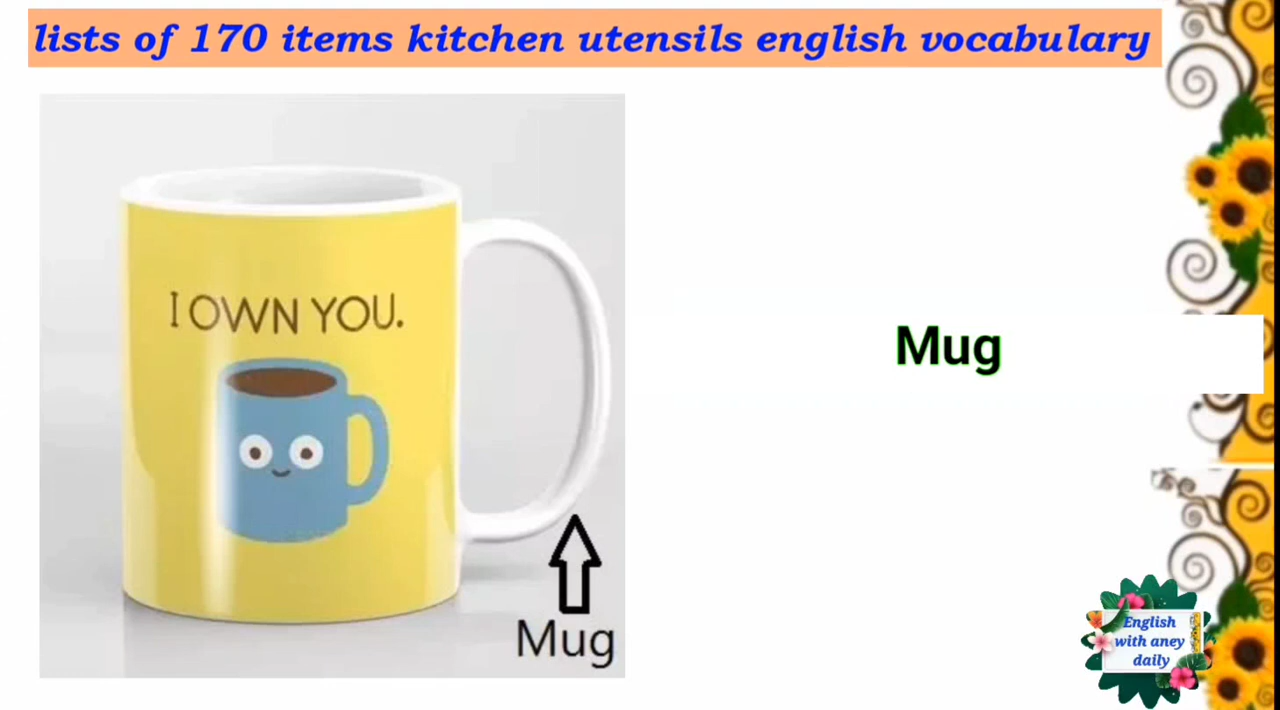 lists of 170 items kitchen utensils english vocabulary
I OWN YOU.
Mug
Mug
English
with aney
daily